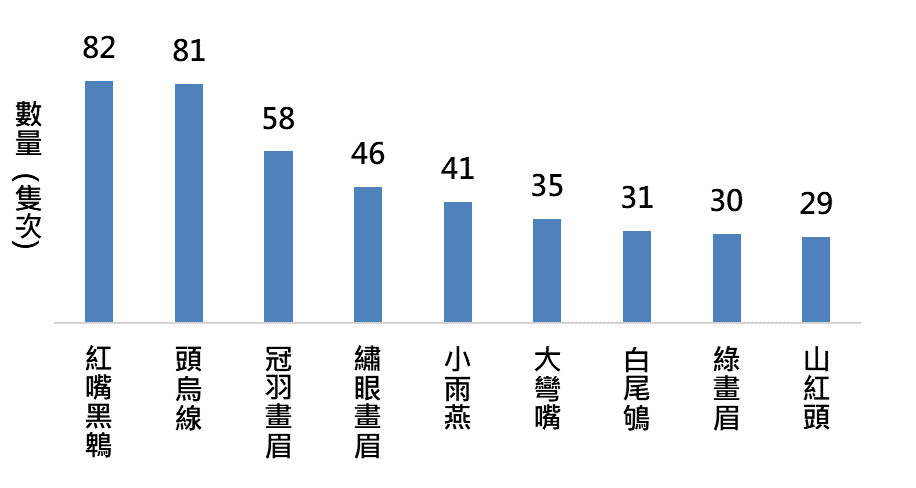 數量(隻次)
82
81
58
46
41
35
31
30
29
紅嘴黑鵯
頭烏線
冠羽畫眉
繡眼畫眉
小雨燕
大彎嘴
白尾鴝
綠畫眉
山紅頭